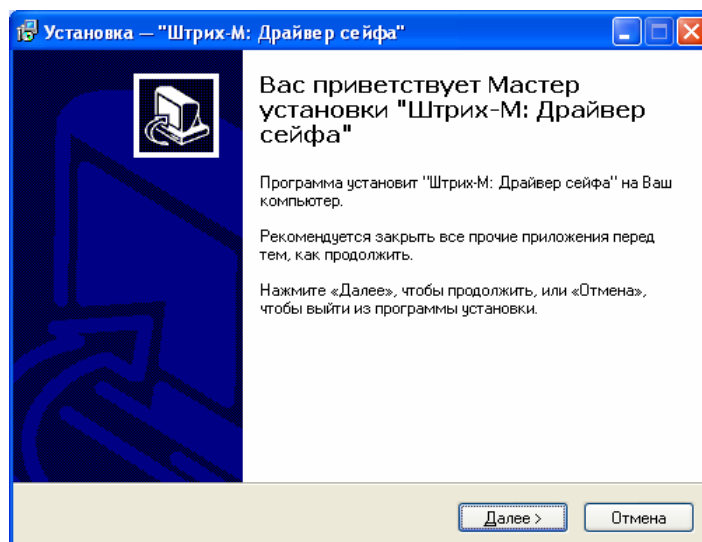 Установка — "Штрих-М: Драйвер сейфа"
Вас приветствует Мастер
установки "Штрих-М: Драйвер
сейфа"
Программа установит "Штрих-М: Драйвер сейфа" на Ваш
компьютер.
Рекомендуется закрыть все прочие приложения перед
тем, как продолжить.
Нажмите «Далее», чтобы продолжить, или «Отмена»,
чтобы выйти из программы установки.
Далее >
Отмена